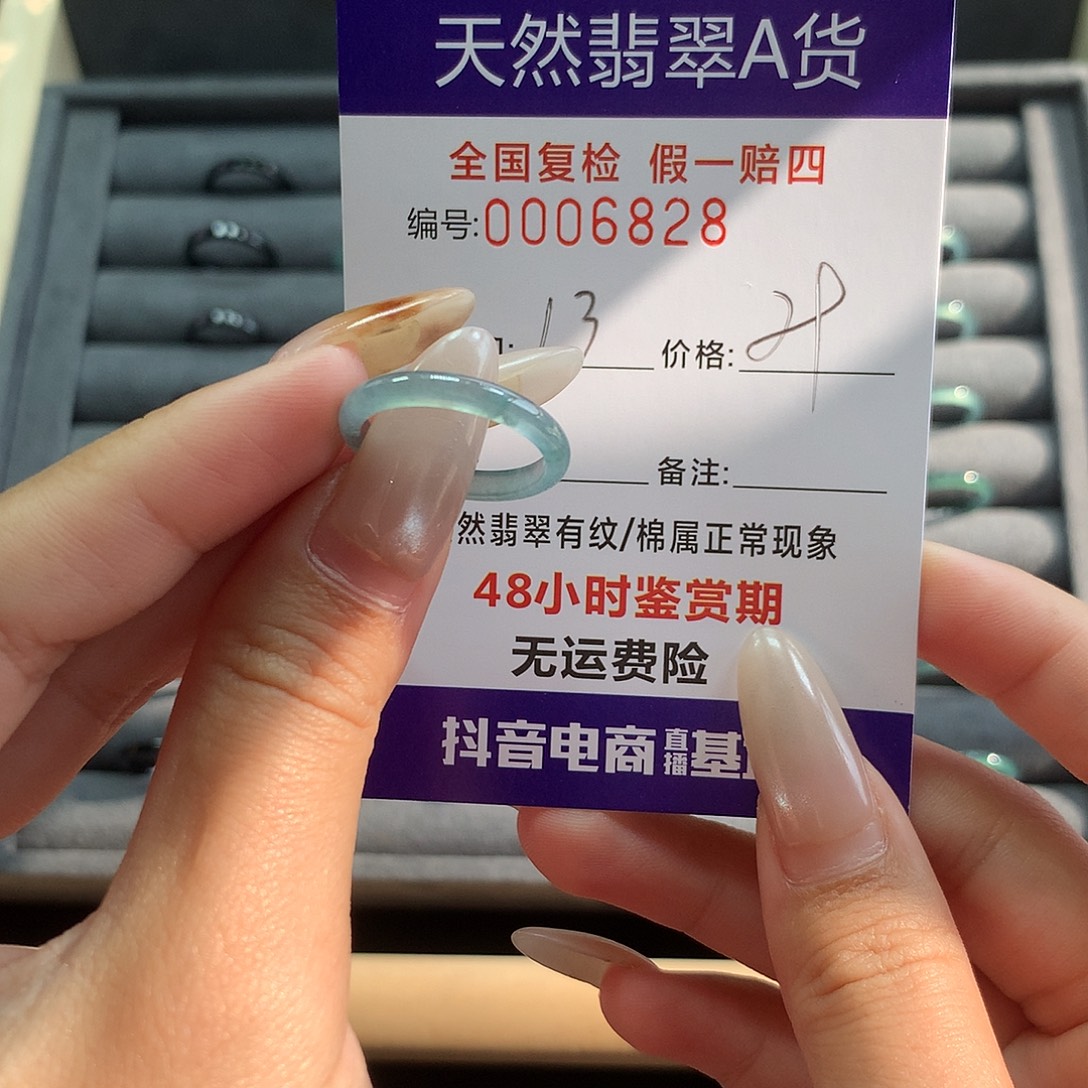 天然翡翠A货
全国复检 假一赔四
编号:0006828
13 价格:
备注:
然翡翠有纹/棉属正常现象
48小时鉴赏期
无运费险
抖音电商直播基